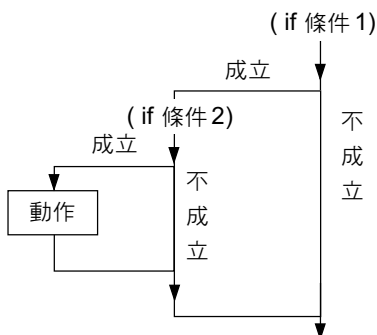 ( if 條件 1)
成立
( if 條件 2)
不成立
成立
不成立
動作